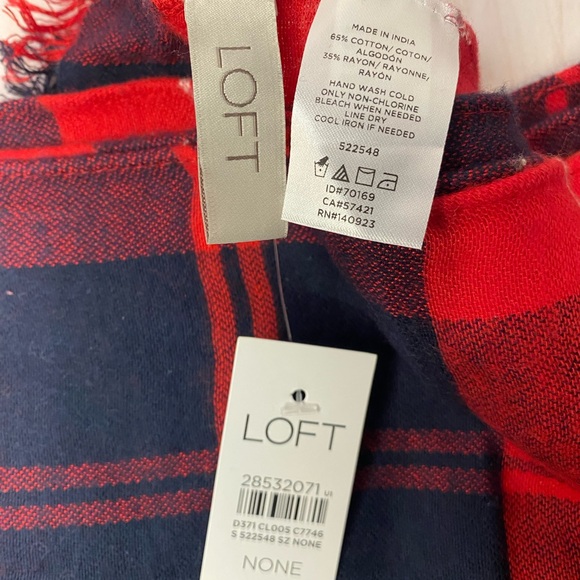 LOFT
MADE IN INDIA
65% COTTON/ COTON/
ALGODÓN
35% RAYON/ RAYONNE,
RAYÓN
HAND WASH COLD
ONLY NON-CHLORINE
BLEACH WHEN NEEDED
LINE DRY
COOL IRON IF NEEDED
522548
ID#70169
CA#57421
RN#140923
LOFT
28532071 US
D371 CL005 C7746
S 522548 SZ NONE
NONE